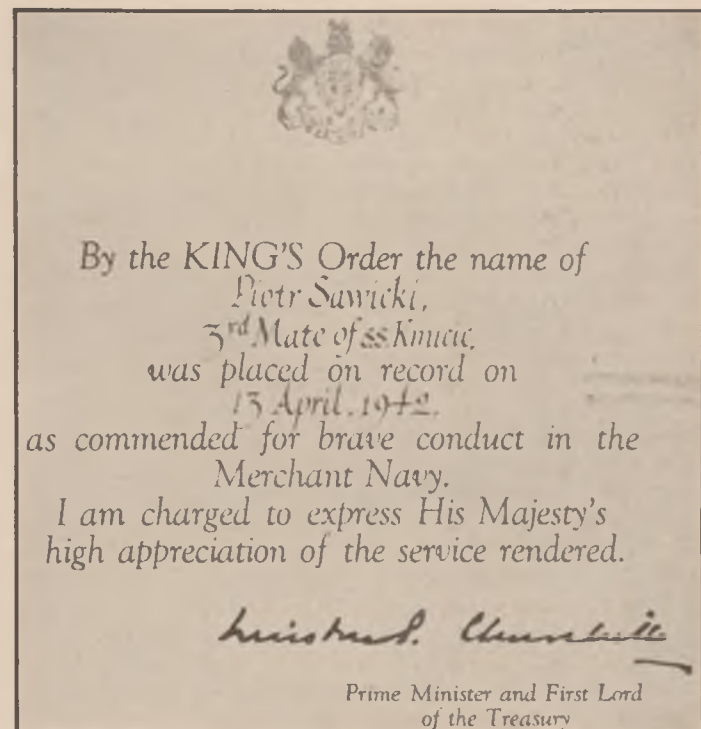 By the KING'S Order the name of
Piotr Sawicki,
3rd Mate of ss Kmicic,
was placed on record on
13 April, 1942.
as commended for brave conduct in the
Merchant Navy.
I am charged to express His Majesty's
high appreciation of the service rendered.
Winston S. Churchill
Prime Minister and First Lord
of the Treasury